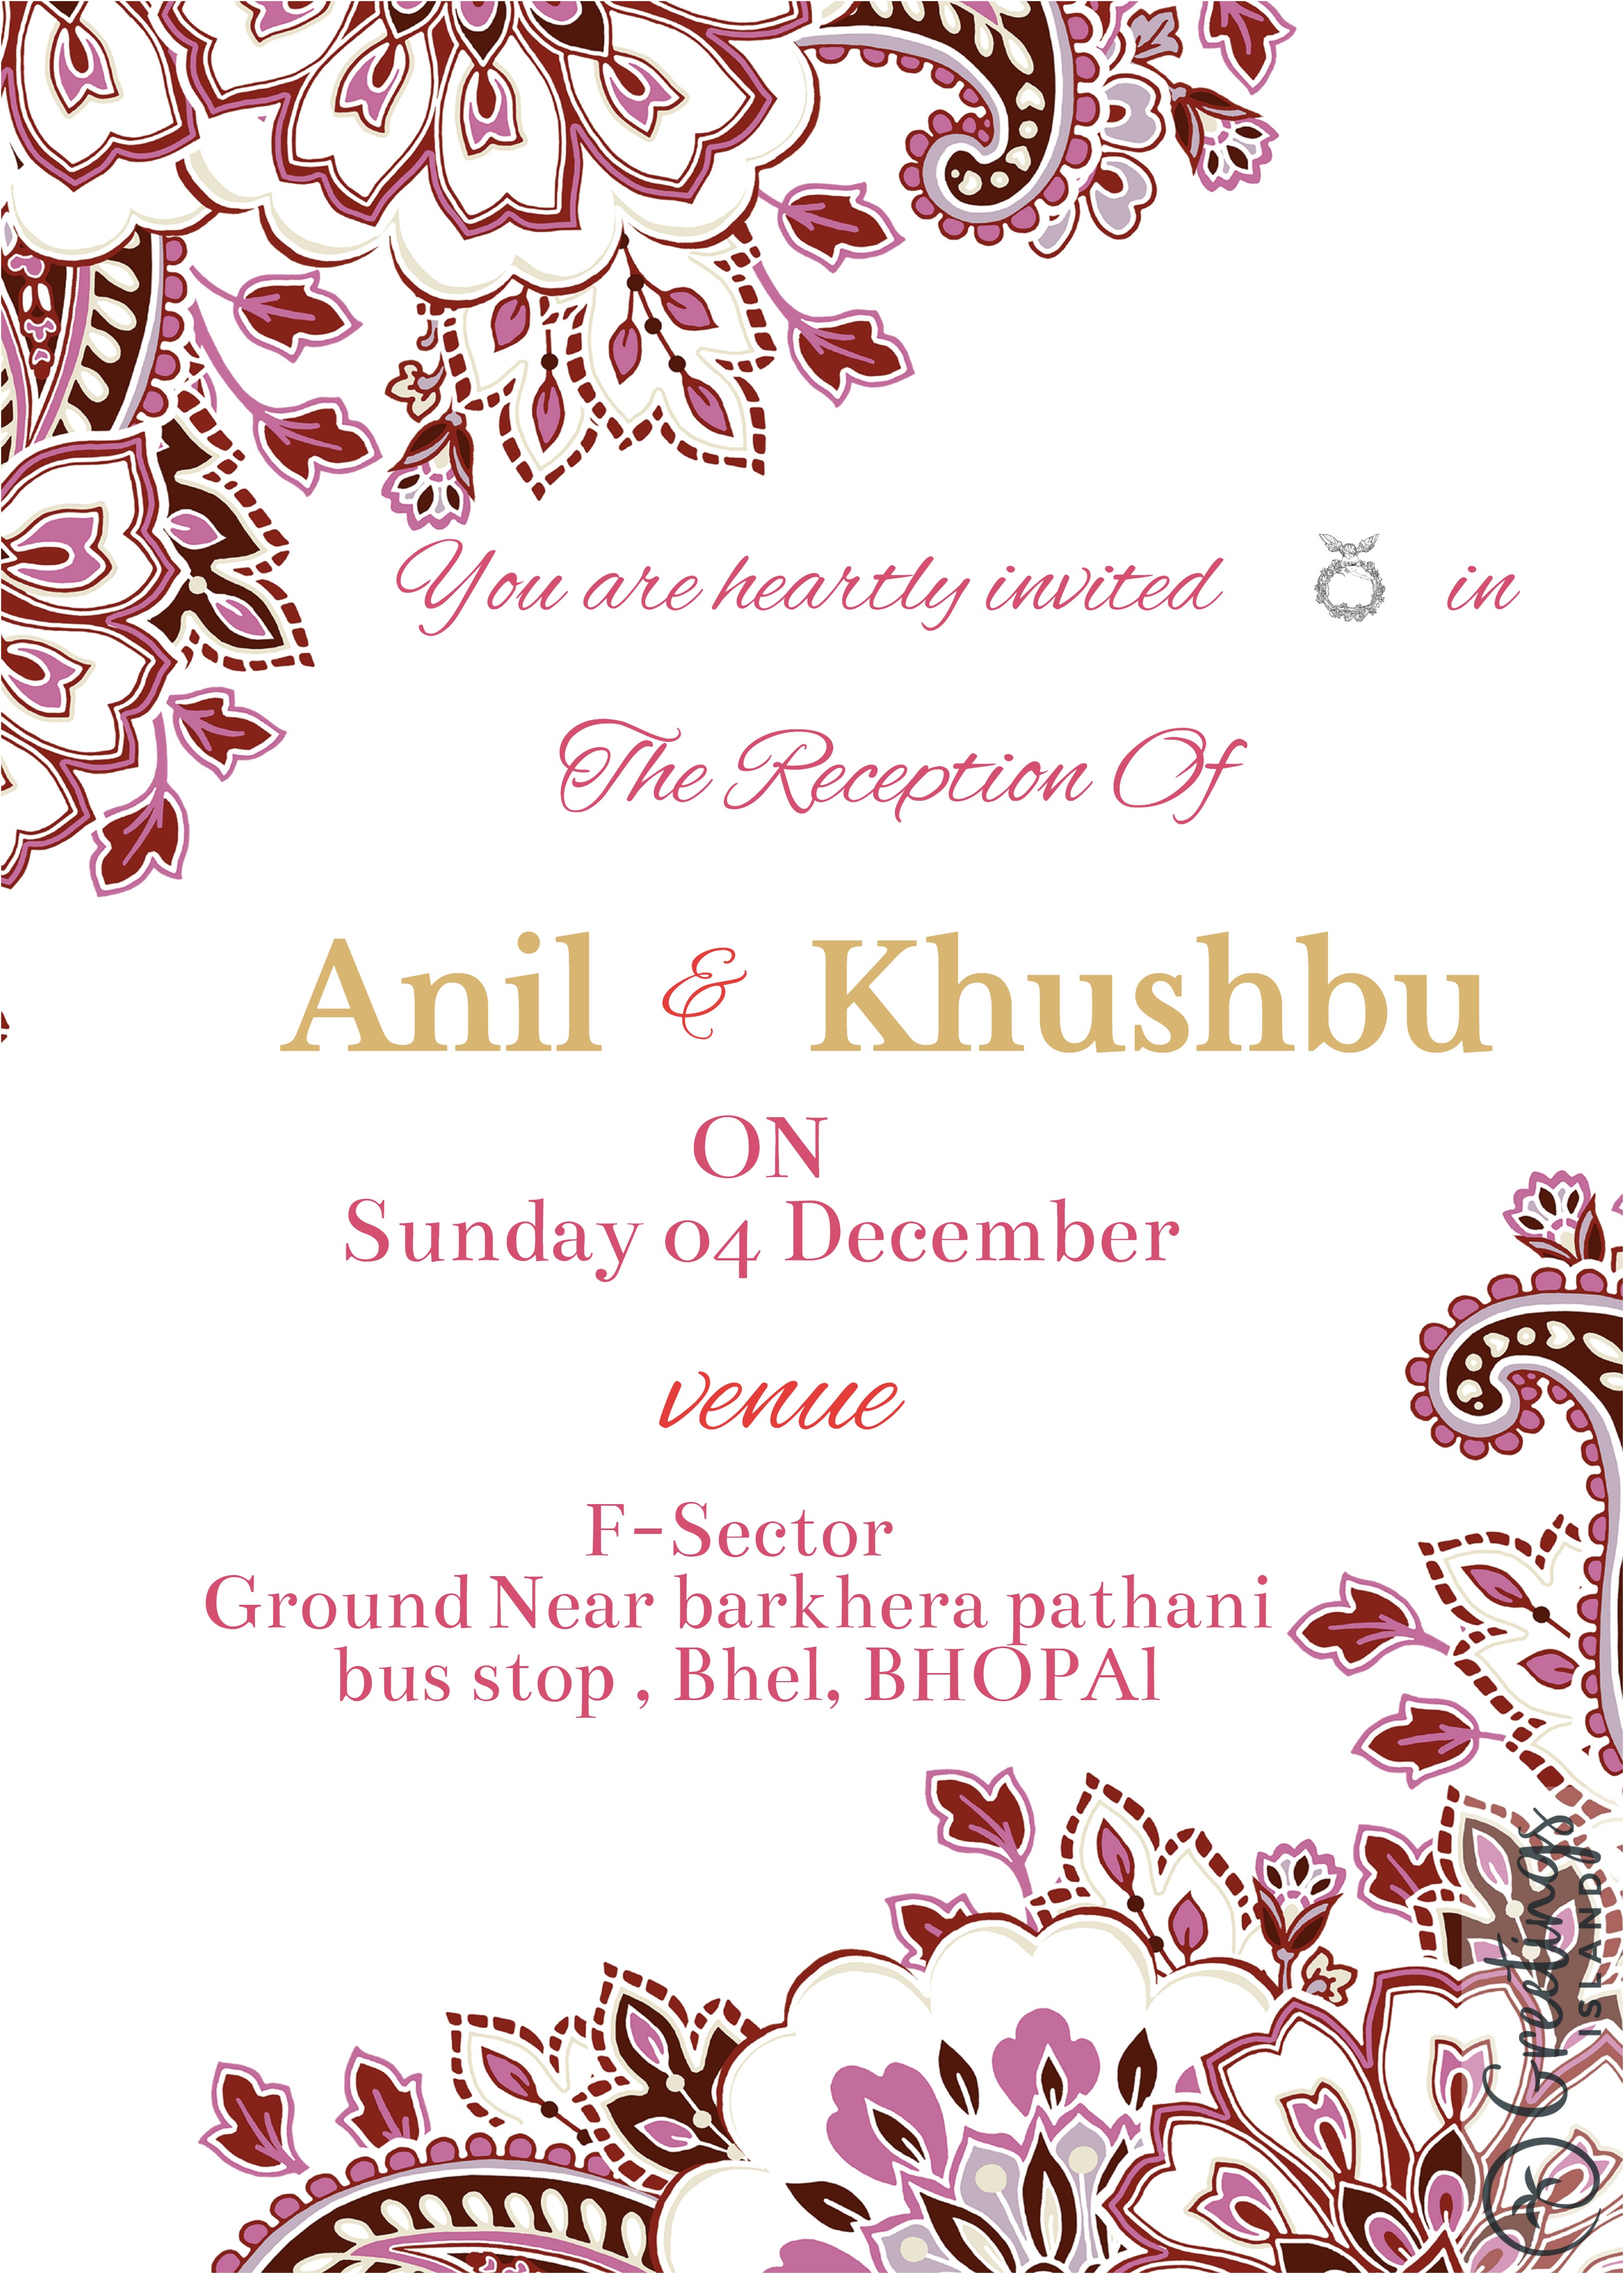 You are heartly invited in
The Reception Of
Anil & Khushbu
ON
Sunday 04 December
venue
F-Sector
Ground Near barkhera pathani
bus stop , Bhel, BHOPAl
Greetings
ISLAND